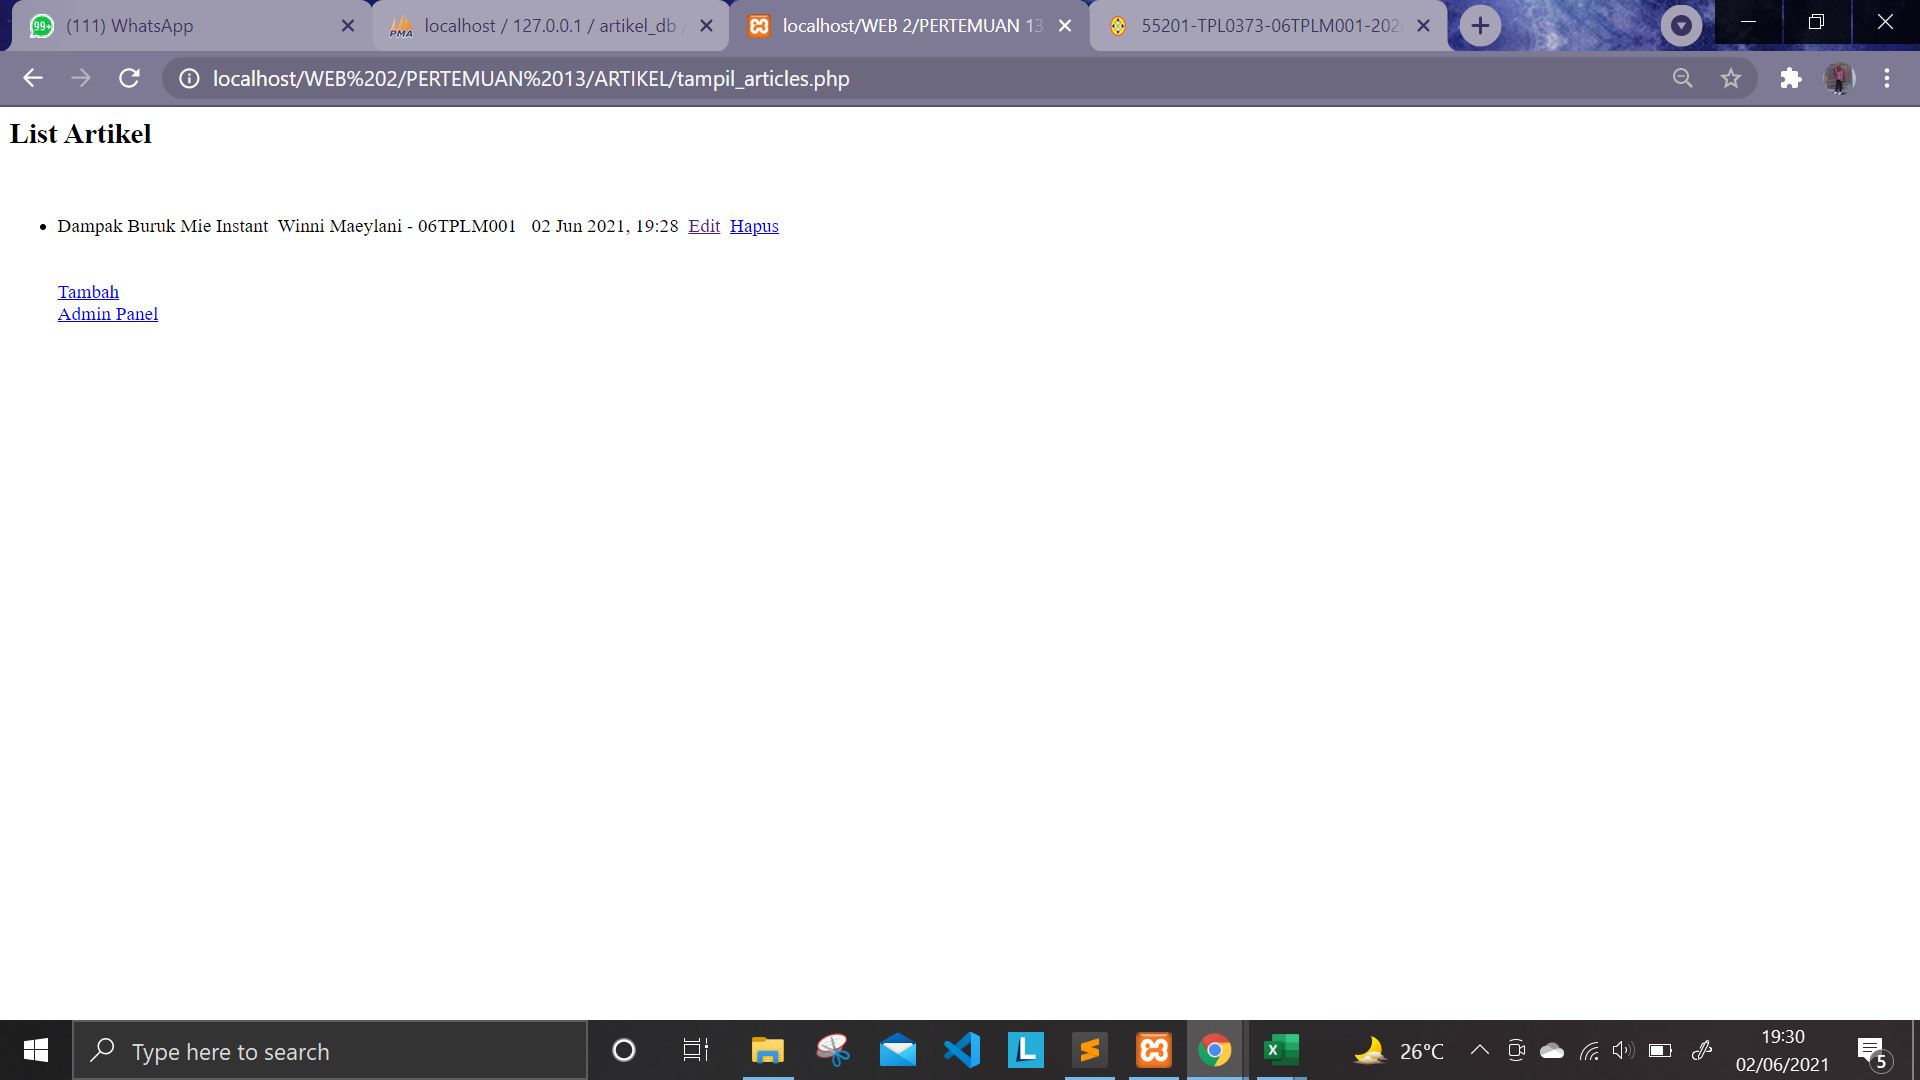 99+ (111) WhatsApp
PMA localhost / 127.0.0.1 / artikel_db /
localhost/WEB 2/PERTEMUAN 13
55201-TPL0373-06TPLM001-202
localhost/WEB%202/PERTEMUAN%2013/ARTIKEL/tampil_articles.php
List Artikel
Dampak Buruk Mie Instant Winni Maeylani - 06TPLM001 02 Jun 2021, 19:28 Edit Hapus
Tambah
Admin Panel
Type here to search
L
26°C
19:30
02/06/2021
5